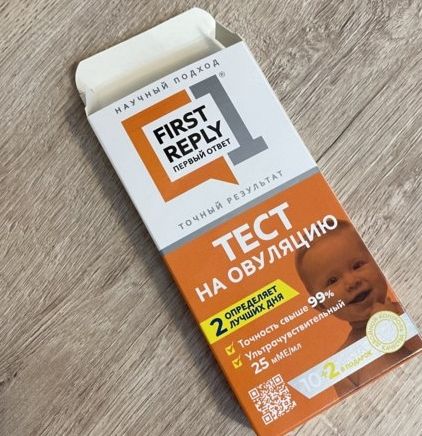 НАУЧНЫЙ ПОДХОД
FIRST
REPLY®
ПЕРВЫЙ ОТВЕТ
1
ТОЧНЫЙ РЕЗУЛЬТАТ
ТЕСТ
НА ОВУЛЯЦИЮ
2 ОПРЕДЕЛЯЕТ
ЛУЧШИХ ДНЯ
Точность свыше 99%
Ультрачувствительный
25 мМЕ/мл
10+2 в подарок